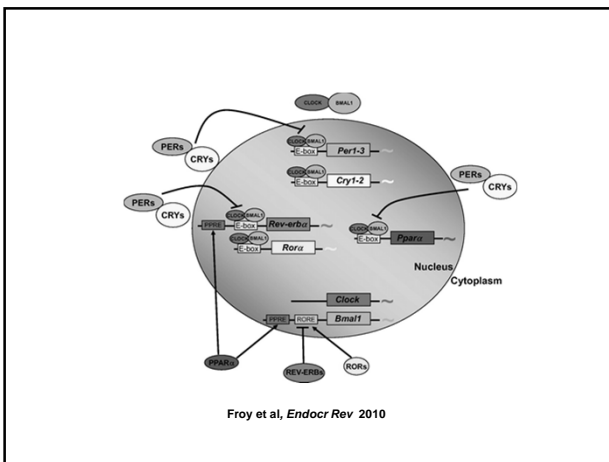 CLOCK BMAL1
CLOCK BMAL1
E-box Per1-3
PERs
CRYs
CLOCK BMAL1
E-box Cry1-2
PERs
CRYs
PERs
CRYs
CLOCK BMAL1
PPRE E-box Rev-erbα
CLOCK BMAL1
E-box Rorα
CLOCK BMAL1
E-box Pparα
Nucleus
Cytoplasm
Clock
PPRE RORE Bmal1
PPARα
REV-ERBs
RORs
Froy et al, Endocr Rev 2010